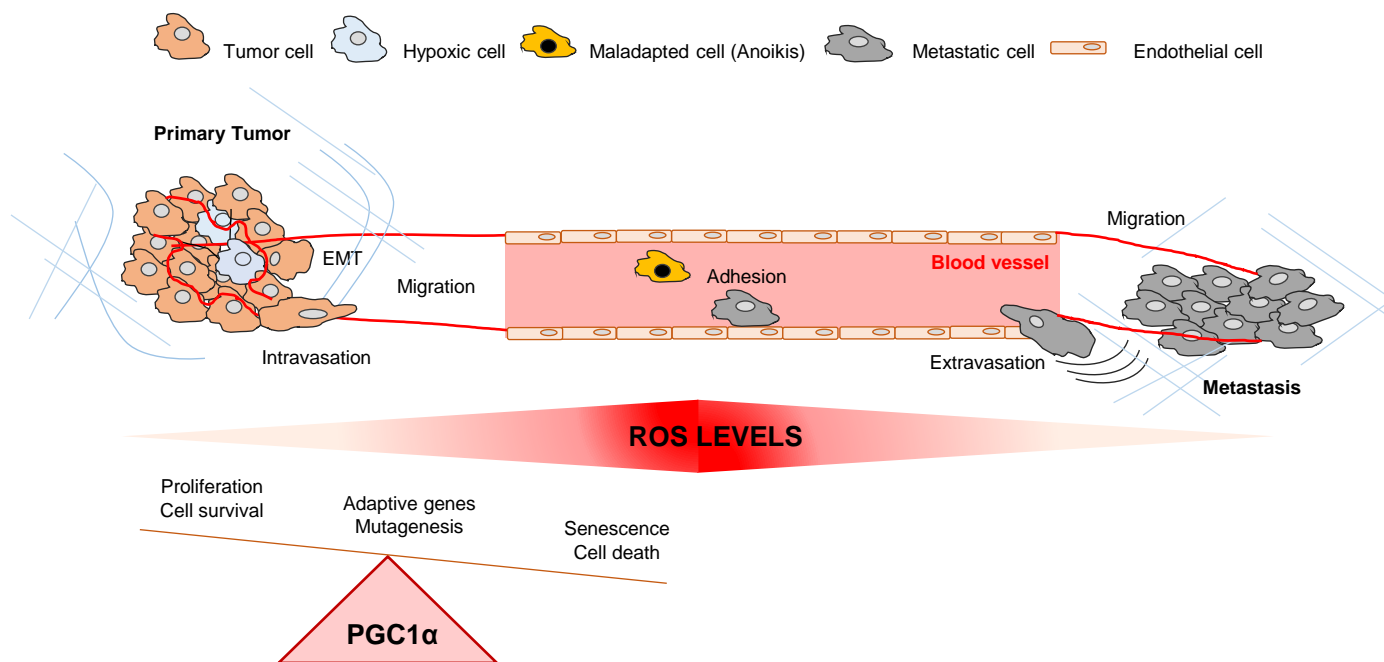 Tumor cell
Hypoxic cell
Maladapted cell (Anoikis)
Metastatic cell
Endothelial cell
Primary Tumor
Migration
EMT
Blood vessel
Migration
Adhesion
Intravasation
Extravasation
Metastasis
ROS LEVELS
Proliferation
Cell survival
Adaptive genes
Mutagenesis
Senescence
Cell death
PGC1α